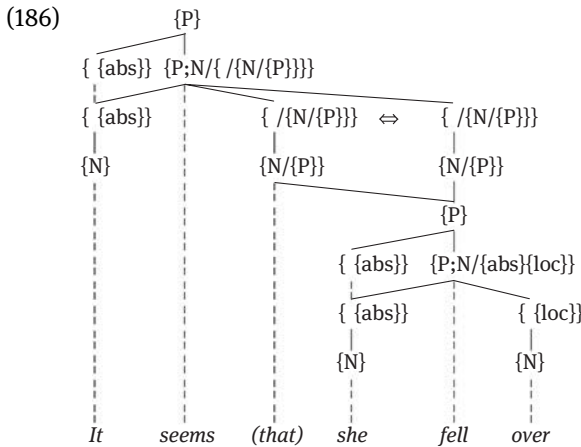 (186)
{P}
{ {abs}} {P;N/{ /{N/{P}}}}
{ {abs}} { /{N/{P}}} ⇔ { /{N/{P}}}
{N} {N/{P}} {N/{P}}
{P}
{ {abs}} {P;N/{abs}{loc}}
{ {abs}} { {loc}}
{N} {N}
It seems (that) she fell over